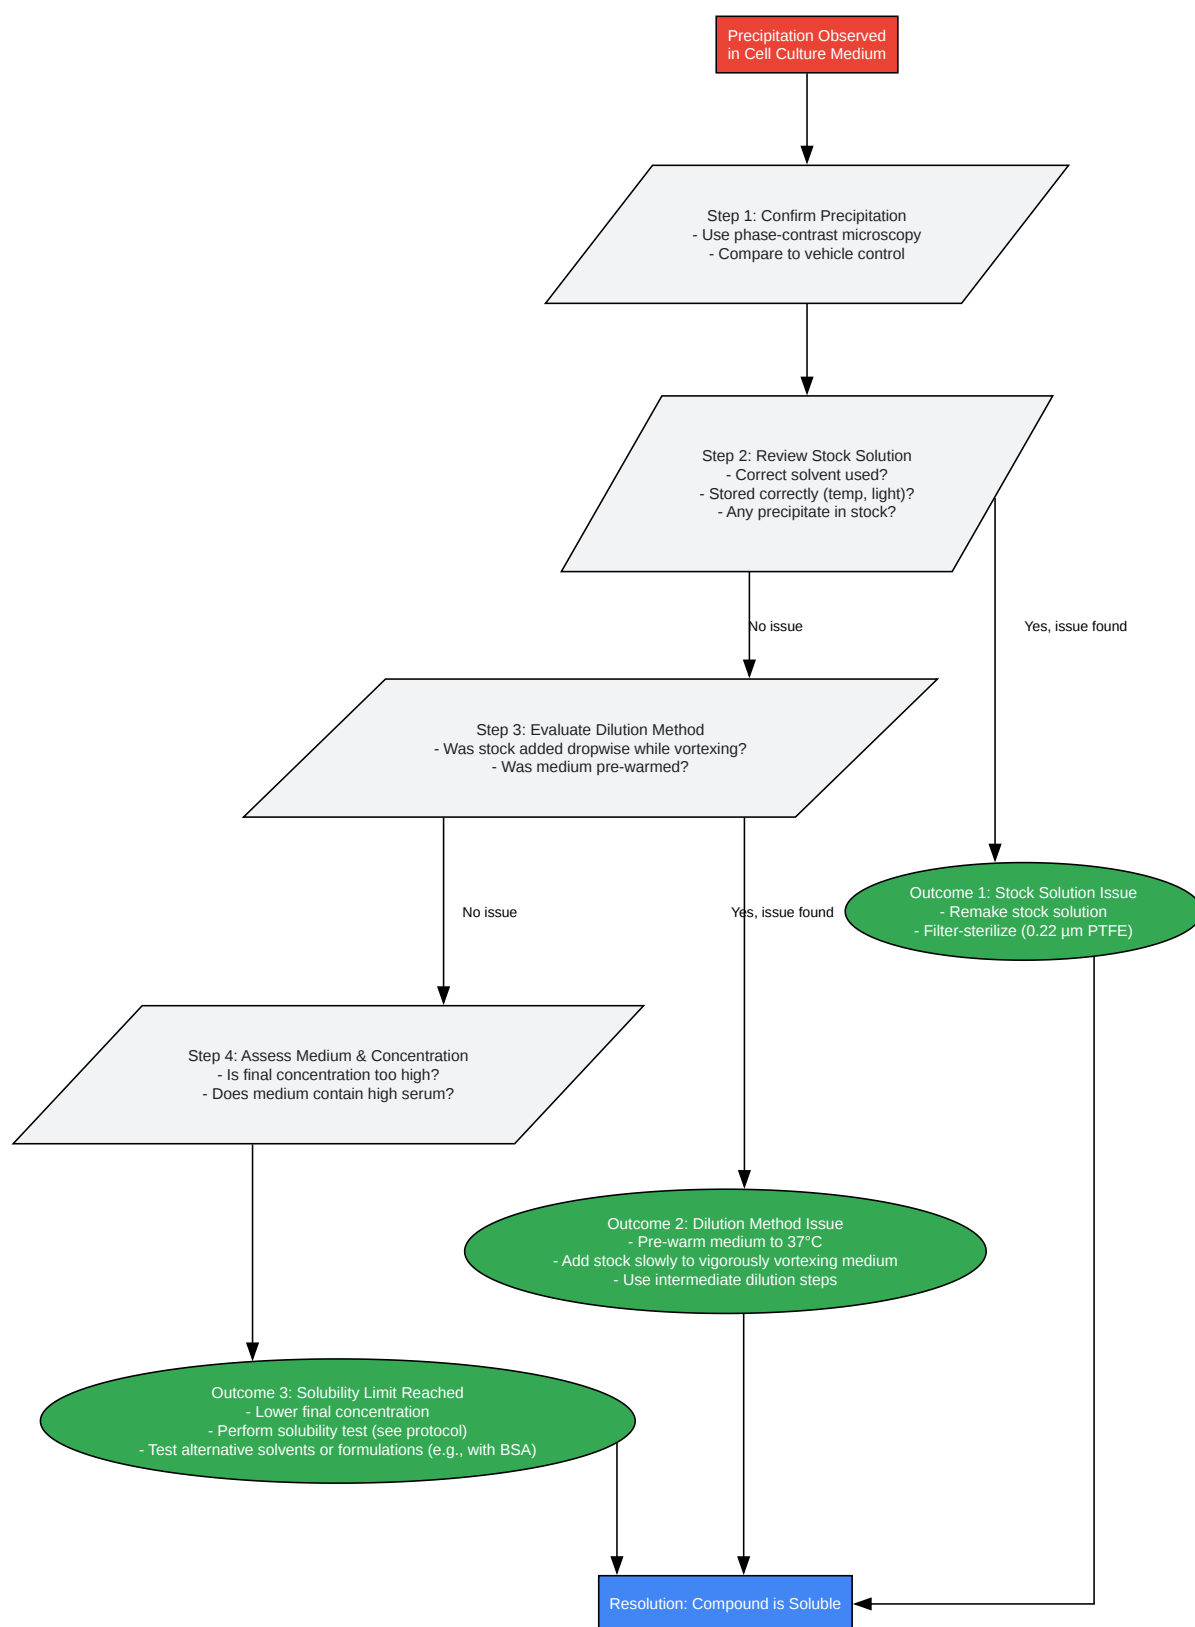 Precipitation Observed
in Cell Culture Medium
Step 1: Confirm Precipitation
- Use phase-contrast microscopy
- Compare to vehicle control
Step 2: Review Stock Solution
- Correct solvent used?
- Stored correctly (temp, light)?
- Any precipitate in stock?
No issue
Yes, issue found
Step 3: Evaluate Dilution Method
- Was stock added dropwise while vortexing?
- Was medium pre-warmed?
Outcome 1: Stock Solution Issue
- Remake stock solution
- Filter-sterilize (0.22 µm PTFE)
No issue
Yes, issue found
Step 4: Assess Medium & Concentration
- Is final concentration too high?
- Does medium contain high serum?
Outcome 2: Dilution Method Issue
- Pre-warm medium to 37°C
- Add stock slowly to vigorously vortexing medium
- Use intermediate dilution steps
Outcome 3: Solubility Limit Reached
- Lower final concentration
- Perform solubility test (see protocol)
- Test alternative solvents or formulations (e.g., with BSA)
Resolution: Compound is Soluble